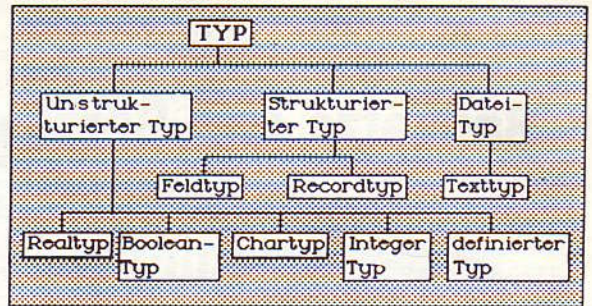 TYP
Unstruk-
turierter Typ
Strukturier-
ter Typ
Datei-
Typ
Feldtyp
Recordtyp
Texttyp
Realtyp
Boolean-
Typ
Chartyp
Integer
Typ
definierter
Typ